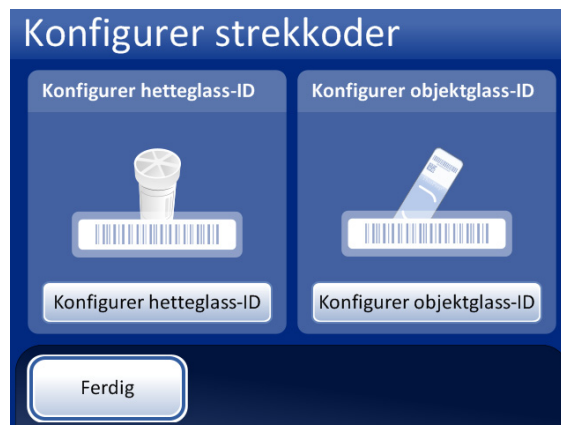 Konfigurer strekkoder
Konfigurer hetteglass-ID
Konfigurer objektglass-ID
Konfigurer hetteglass-ID
Konfigurer objektglass-ID
Ferdig